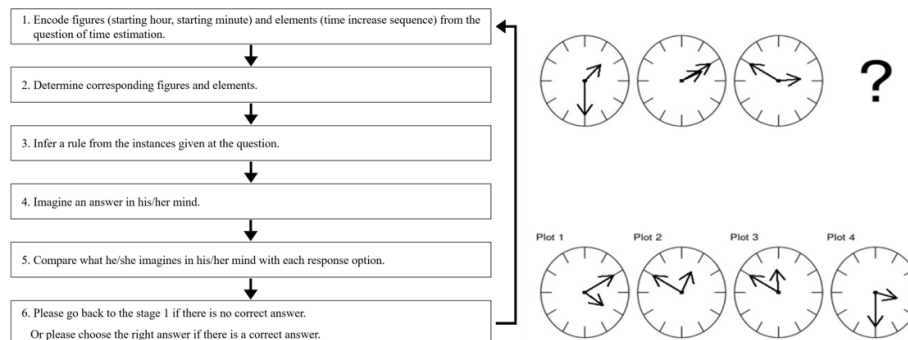 1. Encode figures (starting hour, starting minute) and elements (time increase sequence) from the
question of time estimation.
2. Determine corresponding figures and elements.
3. Infer a rule from the instances given at the question.
4. Imagine an answer in his/her mind.
5. Compare what he/she imagines in his/her mind with each response option.
6. Please go back to the stage 1 if there is no correct answer.
Or please choose the right answer if there is a correct answer.
?
Plot 1
Plot 2
Plot 3
Plot 4